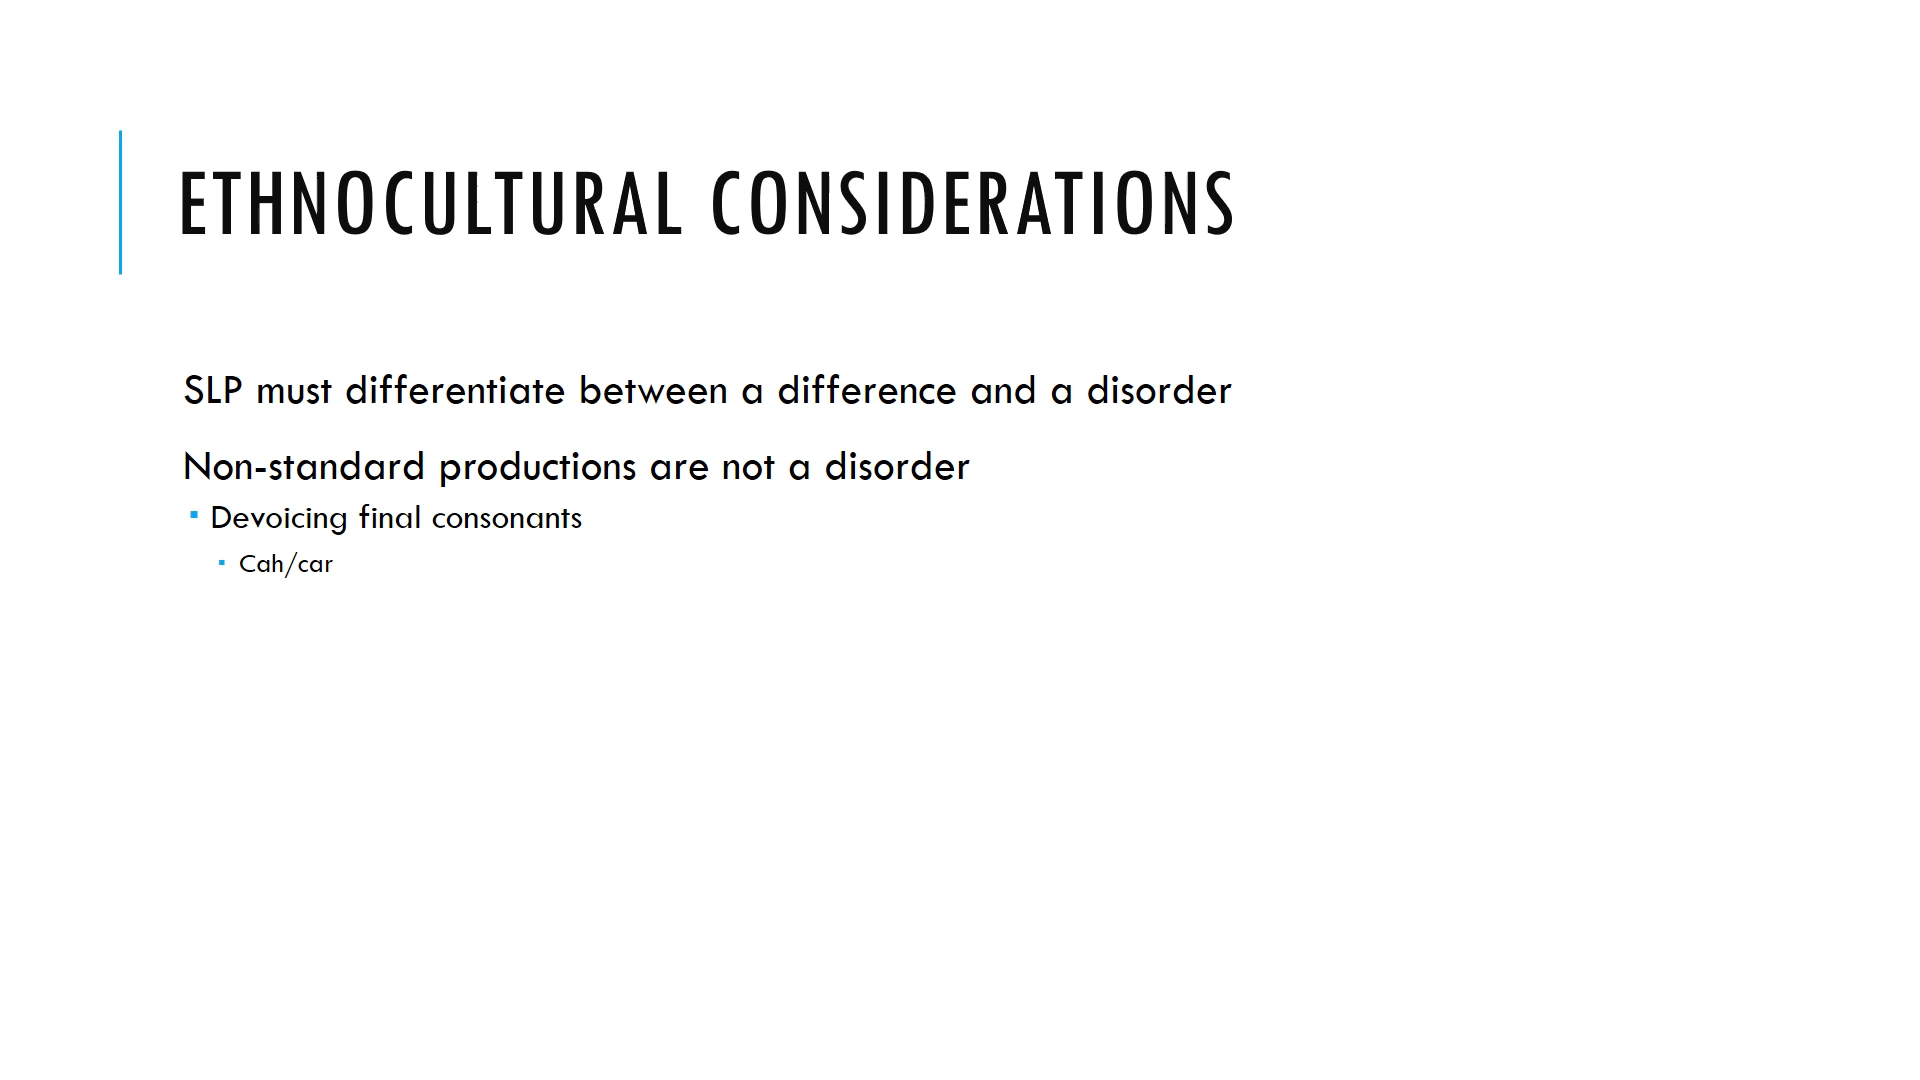 ETHNOCULTURAL CONSIDERATIONS
SLP must differentiate between a difference and a disorder
Non-standard productions are not a disorder
▪ Devoicing final consonants
▪ Cah/car